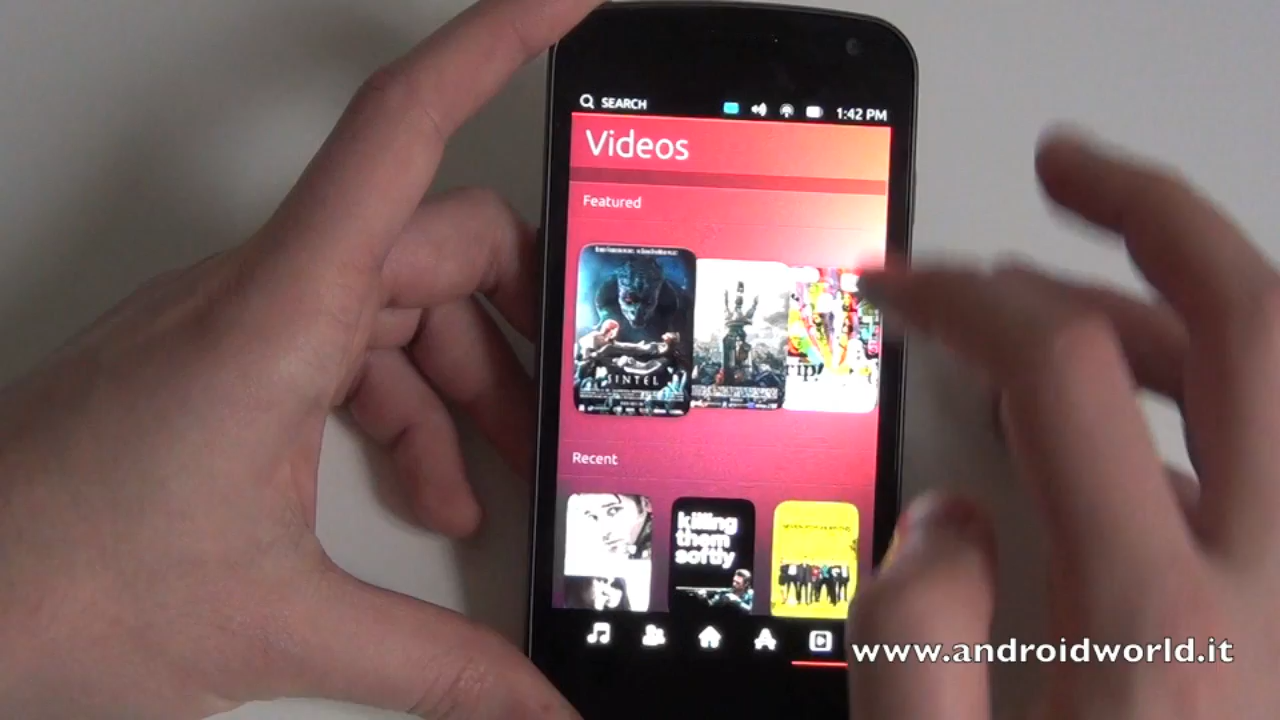 SEARCH
1:42 PM
Videos
Featured
SINTEL
Recent
killing
them
softly
www.androidworld.it